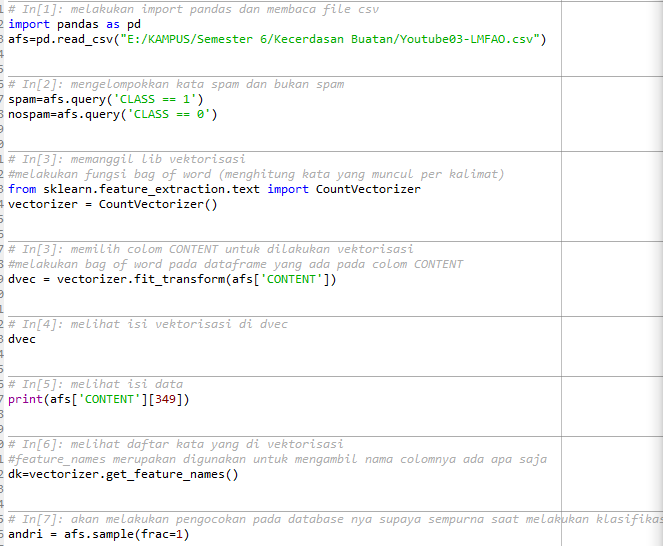 # In[1]: melakukan import pandas dan membaca file csv
import pandas as pd
afs=pd.read_csv("E:/KAMPUS/Semester 6/Kecerdasan Buatan/Youtube03-LMFAO.csv")
# In[2]: mengelompokkan kata spam dan bukan spam
spam=afs.query('CLASS == 1')
nospam=afs.query('CLASS == 0')
# In[3]: memanggil lib vektorisasi
#melakukan fungsi bag of word (menghitung kata yang muncul per kalimat)
from sklearn.feature_extraction.text import CountVectorizer
vectorizer = CountVectorizer()
# In[3]: memilih colom CONTENT untuk dilakukan vektorisasi
#melakukan bag of word pada dataframe yang ada pada colom CONTENT
dvec = vectorizer.fit_transform(afs['CONTENT'])
# In[4]: melihat isi vektorisasi di dvec
dvec
# In[5]: melihat isi data
print(afs['CONTENT'][349])
# In[6]: melihat daftar kata yang di vektorisasi
#feature_names merupakan digunakan untuk mengambil nama colomnya ada apa saja
dk=vectorizer.get_feature_names()
# In[7]: akan melakukan pengocokan pada database nya supaya sempurna saat melakukan klasifikas
andri = afs.sample(frac=1)